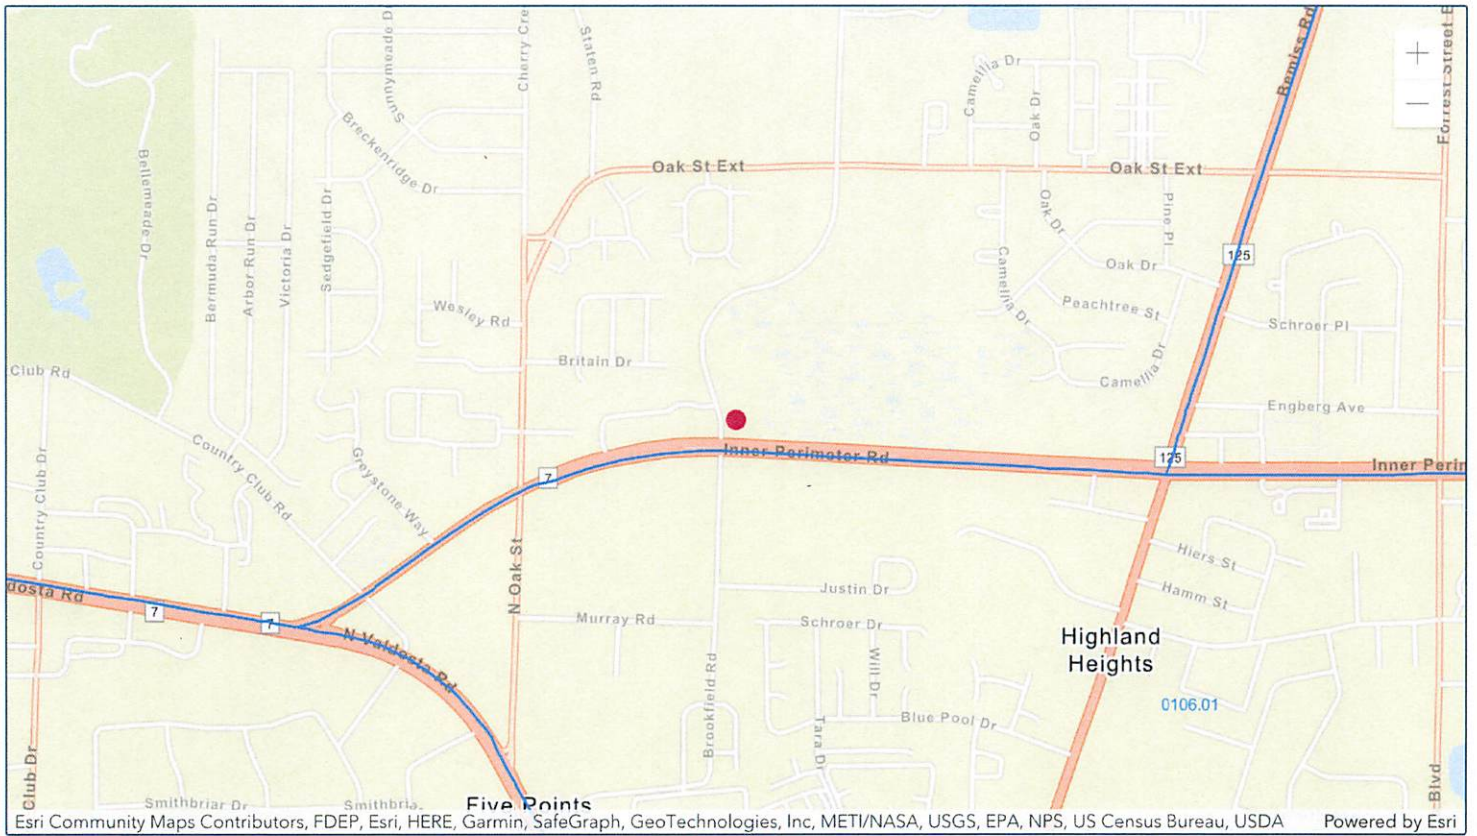 Sunnymeade D
Cherry Cre
Staten Rd
Camellia Dr
Oak Dr
Bemiss Rd
+
−
Forrest Street E
Bellemeade Dr
Breckenridge Dr
Oak St Ext
Oak St Ext
Bermuda Run Dr
Arbor Run Dr
Victoria Dr
Sedgefield Dr
Oak Dr
Pine Pl
125
Camellia Dr
Oak Dr
Peachtree St
Wesley Rd
Schroer Pl
Britain Dr
Club Rd
Camellia Dr
Engberg Ave
Country Club Dr
Country Club Rd
Greystone Way
Inner Perimeter Rd
125
Inner Perin
7
N Oak St
Hiers St
dosta Rd
7
7
Justin Dr
Hamm St
Murray Rd
Schroer Dr
N Valdosta Rd
Highland
Heights
Will Dr
Brookfield Rd
0106.01
Tara Dr
Blue Pool Dr
Club Dr
Blvd
Smithbriar Dr
Smithbria
Five Points
Esri Community Maps Contributors, FDEP, Esri, HERE, Garmin, SafeGraph, GeoTechnologies, Inc, METI/NASA, USGS, EPA, NPS, US Census Bureau, USDA
Powered by Esri